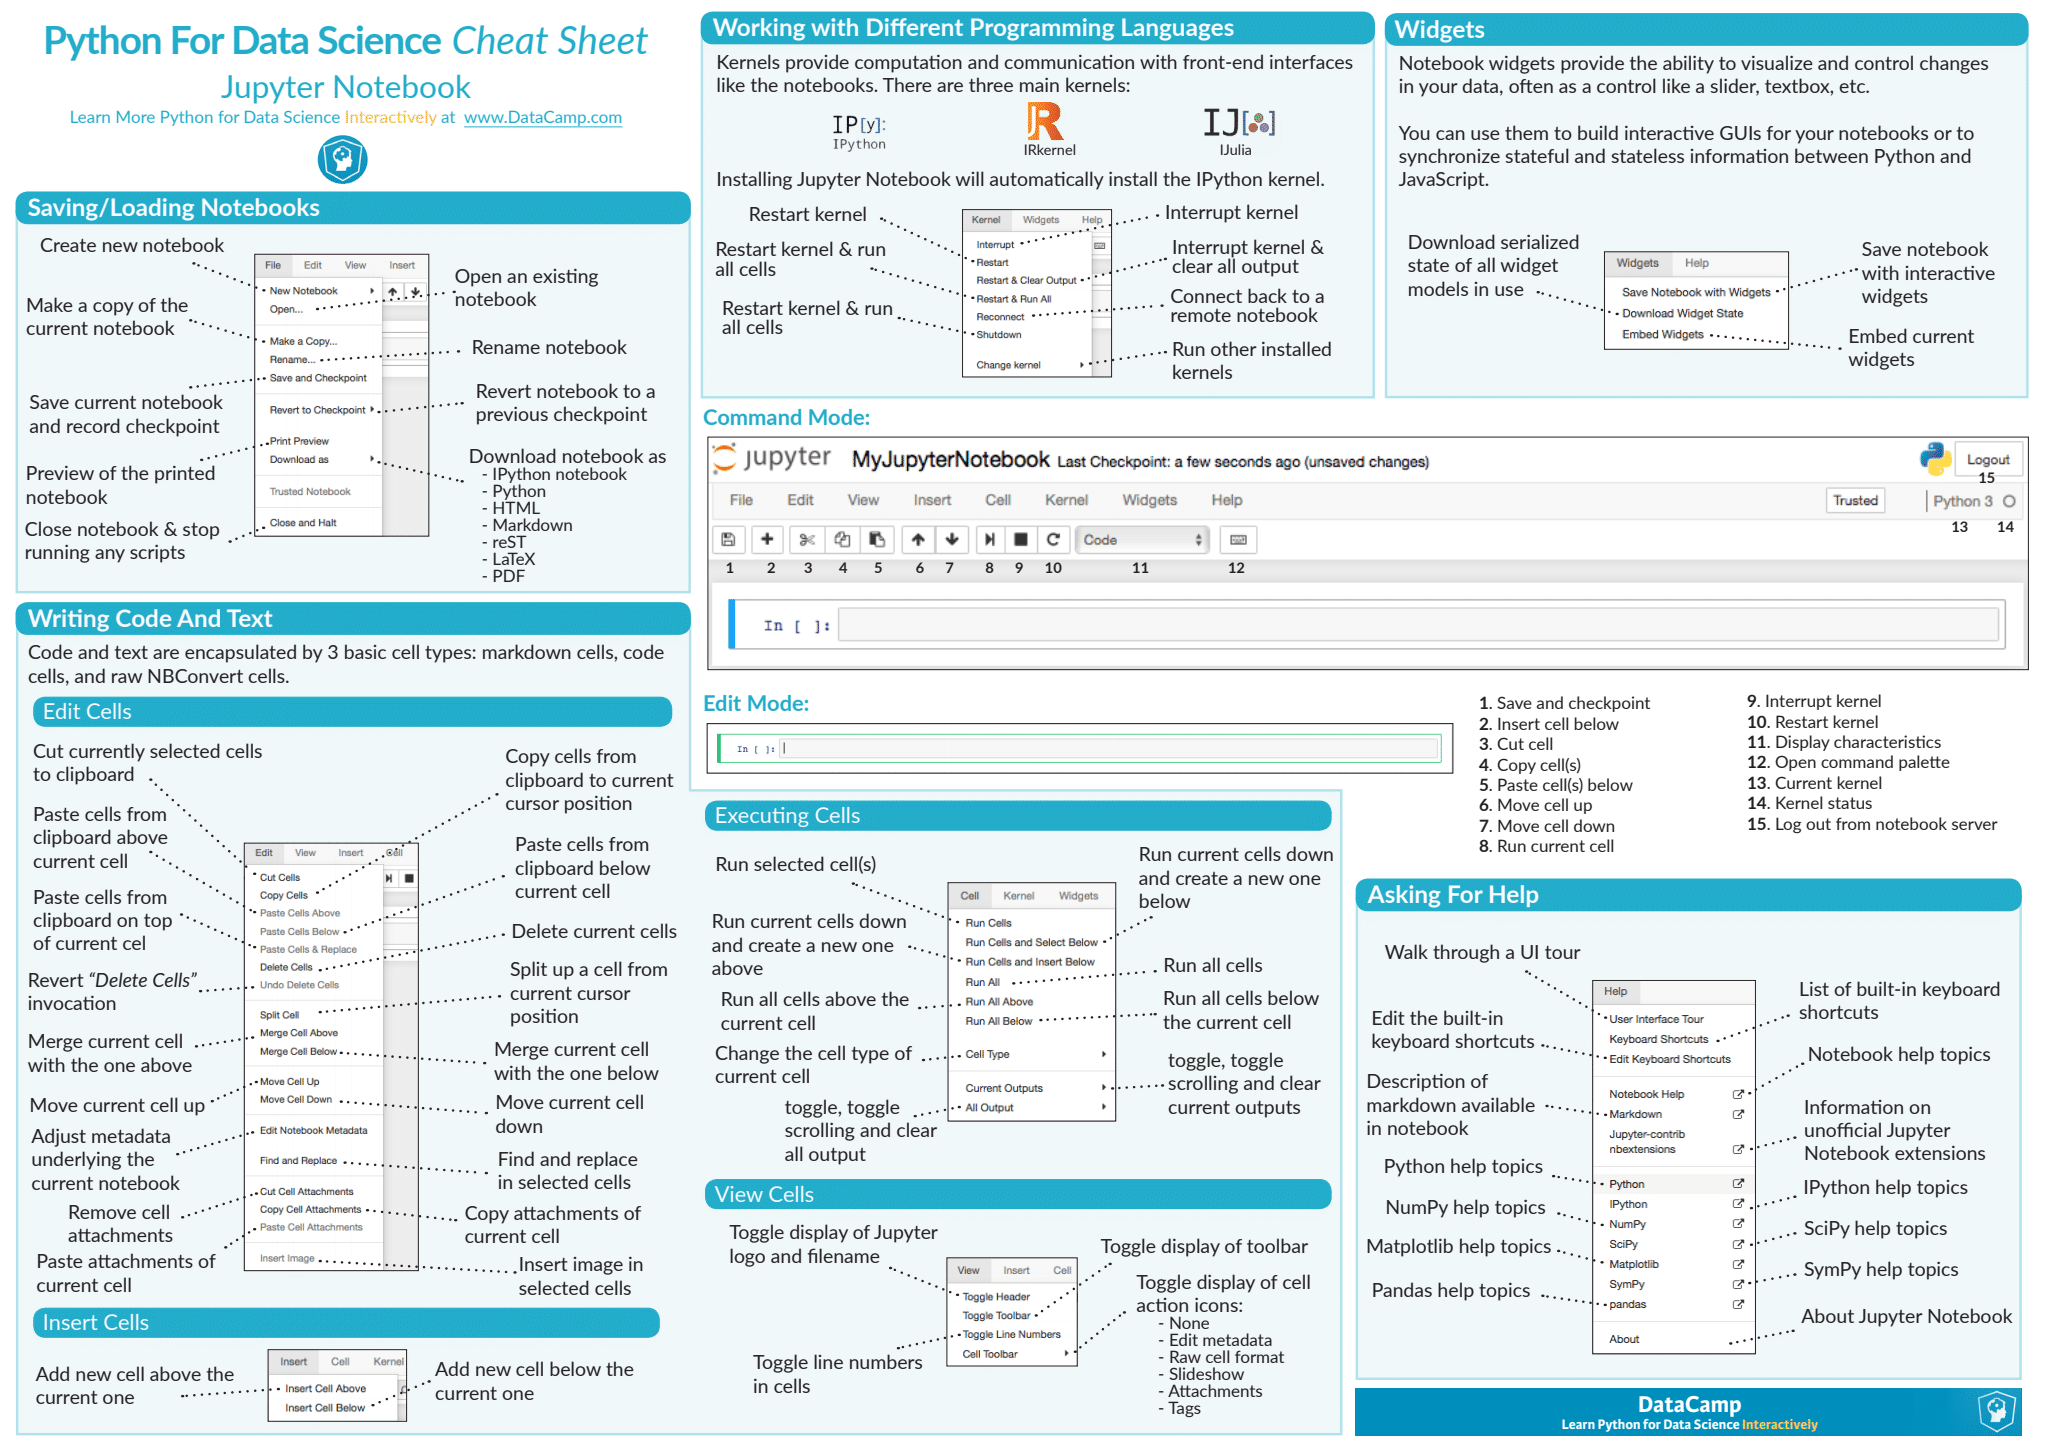 Python For Data Science Cheat Sheet
Jupyter Notebook
Learn More Python for Data Science Interactively at www.DataCamp.com
Saving/Loading Notebooks
Create new notebook
Make a copy of the
current notebook
Save current notebook
and record checkpoint
Preview of the printed
notebook
Close notebook & stop
running any scripts
File Edit View Insert
New Notebook
Open...
Make a Copy...
Rename...
Save and Checkpoint
Revert to Checkpoint
Print Preview
Download as
Trusted Notebook
Close and Halt
Open an existing
notebook
Rename notebook
Revert notebook to a
previous checkpoint
Download notebook as
- IPython notebook
- Python
- HTML
- Markdown
- reST
- LaTeX
- PDF
Writing Code And Text
Code and text are encapsulated by 3 basic cell types: markdown cells, code
cells, and raw NBConvert cells.
Edit Cells
Cut currently selected cells
to clipboard
Paste cells from
clipboard above
current cell
Paste cells from
clipboard on top
of current cel
Revert “Delete Cells”
invocation
Merge current cell
with the one above
Move current cell up
Adjust metadata
underlying the
current notebook
Remove cell
attachments
Paste attachments of
current cell
Edit View Insert Cell
Cut Cells
Copy Cells
Paste Cells Above
Paste Cells Below
Paste Cells & Replace
Delete Cells
Undo Delete Cells
Split Cell
Merge Cell Above
Merge Cell Below
Move Cell Up
Move Cell Down
Edit Notebook Metadata
Find and Replace
Cut Cell Attachments
Copy Cell Attachments
Paste Cell Attachments
Insert Image
Copy cells from
clipboard to current
cursor position
Paste cells from
clipboard below
current cell
Delete current cells
Split up a cell from
current cursor
position
Merge current cell
with the one below
Move current cell
down
Find and replace
in selected cells
Copy attachments of
current cell
Insert image in
selected cells
Insert Cells
Add new cell above the
current one
Insert Cell Kernel
Insert Cell Above
Insert Cell Below
Add new cell below the
current one
Working with Different Programming Languages
Kernels provide computation and communication with front-end interfaces
like the notebooks. There are three main kernels:
IP[y]:
IPython
R
IRkernel
IJ[ ]
IJulia
Installing Jupyter Notebook will automatically install the IPython kernel.
Restart kernel
Restart kernel & run
all cells
Restart kernel & run
all cells
Kernel Widgets Help
Interrupt
Restart
Restart & Clear Output
Restart & Run All
Reconnect
Shutdown
Change kernel
Interrupt kernel
Interrupt kernel &
clear all output
Connect back to a
remote notebook
Run other installed
kernels
Widgets
Notebook widgets provide the ability to visualize and control changes
in your data, often as a control like a slider, textbox, etc.
You can use them to build interactive GUIs for your notebooks or to
synchronize stateful and stateless information between Python and
JavaScript.
Download serialized
state of all widget
models in use
Widgets Help
Save Notebook with Widgets
Download Widget State
Embed Widgets
Save notebook
with interactive
widgets
Embed current
widgets
Command Mode:
jupyter MyJupyterNotebook Last Checkpoint: a few seconds ago (unsaved changes) Logout
15
File Edit View Insert Cell Kernel Widgets Help Trusted Python 3
13 14
Code
1 2 3 4 5 6 7 8 9 10 11 12
In [ ]:
Edit Mode:
In [ ]:
1. Save and checkpoint
2. Insert cell below
3. Cut cell
4. Copy cell(s)
5. Paste cell(s) below
6. Move cell up
7. Move cell down
8. Run current cell
9. Interrupt kernel
10. Restart kernel
11. Display characteristics
12. Open command palette
13. Current kernel
14. Kernel status
15. Log out from notebook server
Executing Cells
Run selected cell(s)
Run current cells down
and create a new one
above
Run all cells above the
current cell
Change the cell type of
current cell
toggle, toggle
scrolling and clear
all output
Cell Kernel Widgets
Run Cells
Run Cells and Select Below
Run Cells and Insert Below
Run All
Run All Above
Run All Below
Cell Type
Current Outputs
All Output
Run current cells down
and create a new one
below
Run all cells
Run all cells below
the current cell
toggle, toggle
scrolling and clear
current outputs
View Cells
Toggle display of Jupyter
logo and filename
Toggle line numbers
in cells
View Insert Cell
Toggle Header
Toggle Toolbar
Toggle Line Numbers
Cell Toolbar
Toggle display of toolbar
Toggle display of cell
action icons:
- None
- Edit metadata
- Raw cell format
- Slideshow
- Attachments
- Tags
Asking For Help
Walk through a UI tour
Edit the built-in
keyboard shortcuts
Description of
markdown available
in notebook
Python help topics
NumPy help topics
Matplotlib help topics
Pandas help topics
Help
User Interface Tour
Keyboard Shortcuts
Edit Keyboard Shortcuts
Notebook Help
Markdown
Jupyter-contrib
nbextensions
Python
IPython
NumPy
SciPy
Matplotlib
SymPy
pandas
About
List of built-in keyboard
shortcuts
Notebook help topics
Information on
unofficial Jupyter
Notebook extensions
IPython help topics
SciPy help topics
SymPy help topics
About Jupyter Notebook
DataCamp
Learn Python for Data Science Interactively